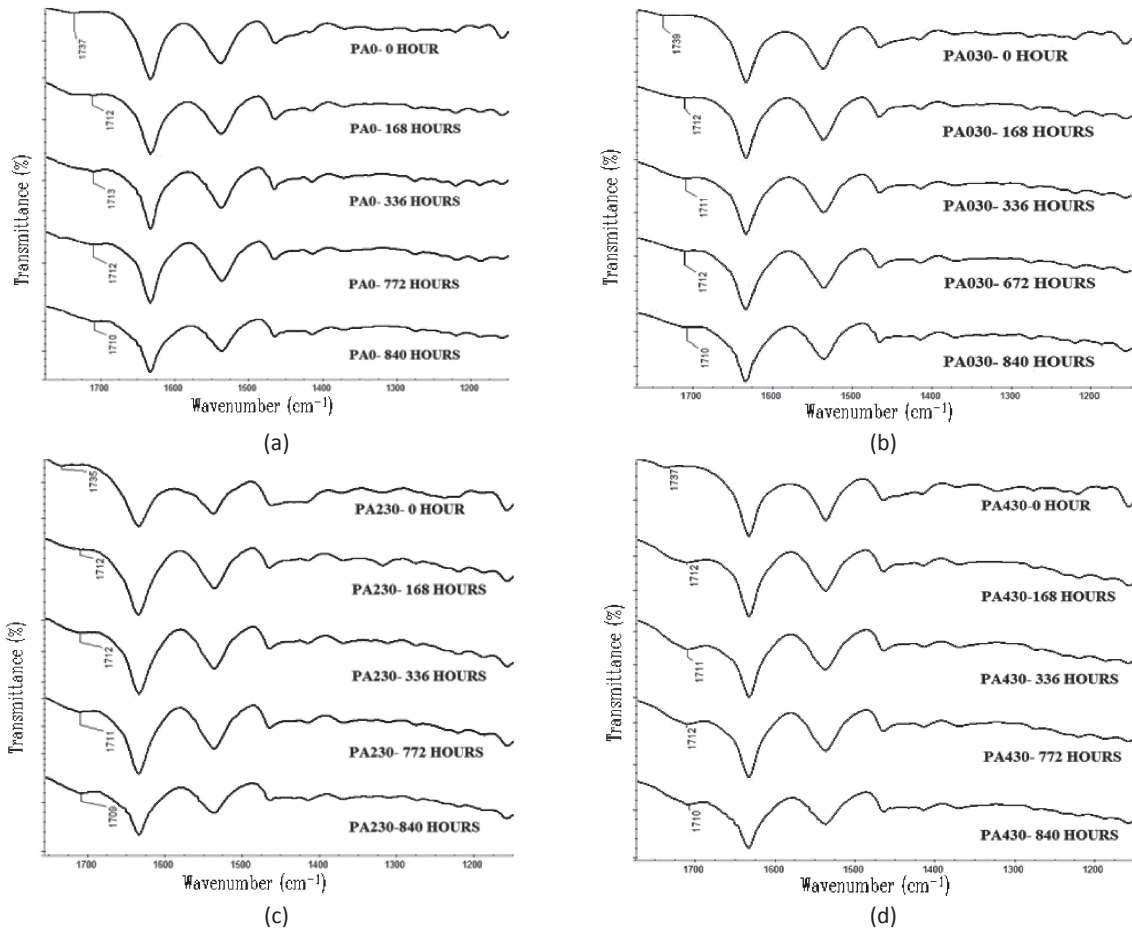 1737
PA0- 0 HOUR
1712
PA0- 168 HOURS
1713
PA0- 336 HOURS
1712
PA0- 772 HOURS
1710
PA0- 840 HOURS
Transmittance (%)
1700 1600 1500 1400 1300 1200
Wavenumber (cm⁻¹)
(a)
1739
PA030- 0 HOUR
1712
PA030- 168 HOURS
1711
PA030- 336 HOURS
1712
PA030- 672 HOURS
1710
PA030- 840 HOURS
Transmittance (%)
1700 1600 1500 1400 1300 1200
Wavenumber (cm⁻¹)
(b)
1735
PA230- 0 HOUR
1712
PA230- 168 HOURS
1712
PA230- 336 HOURS
1711
PA230- 772 HOURS
1709
PA230-840 HOURS
Transmittance (%)
1700 1600 1500 1400 1300 1200
Wavenumber (cm⁻¹)
(c)
1737
PA430-0 HOUR
1712
PA430-168 HOURS
1711
PA430- 336 HOURS
1712
PA430- 772 HOURS
1710
PA430- 840 HOURS
Transmittance (%)
1700 1600 1500 1400 1300 1200
Wavenumber (cm⁻¹)
(d)